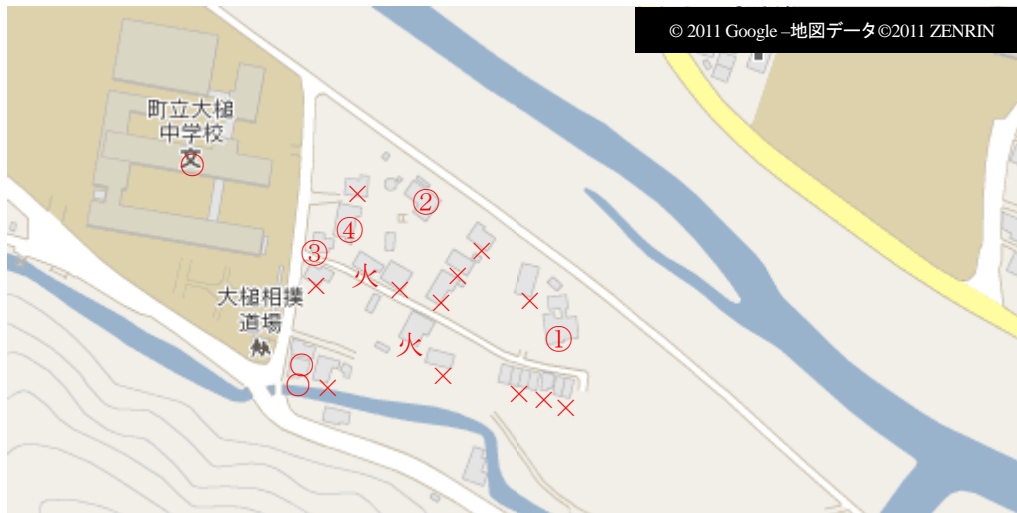 © 2011 Google –地図データ©2011 ZENRIN
町立大槌
中学校
文
○
×
②
④
③
×
火
×
×
×
×
×
①
大槌相撲
道場
火
○
○
×
×
×
×
×